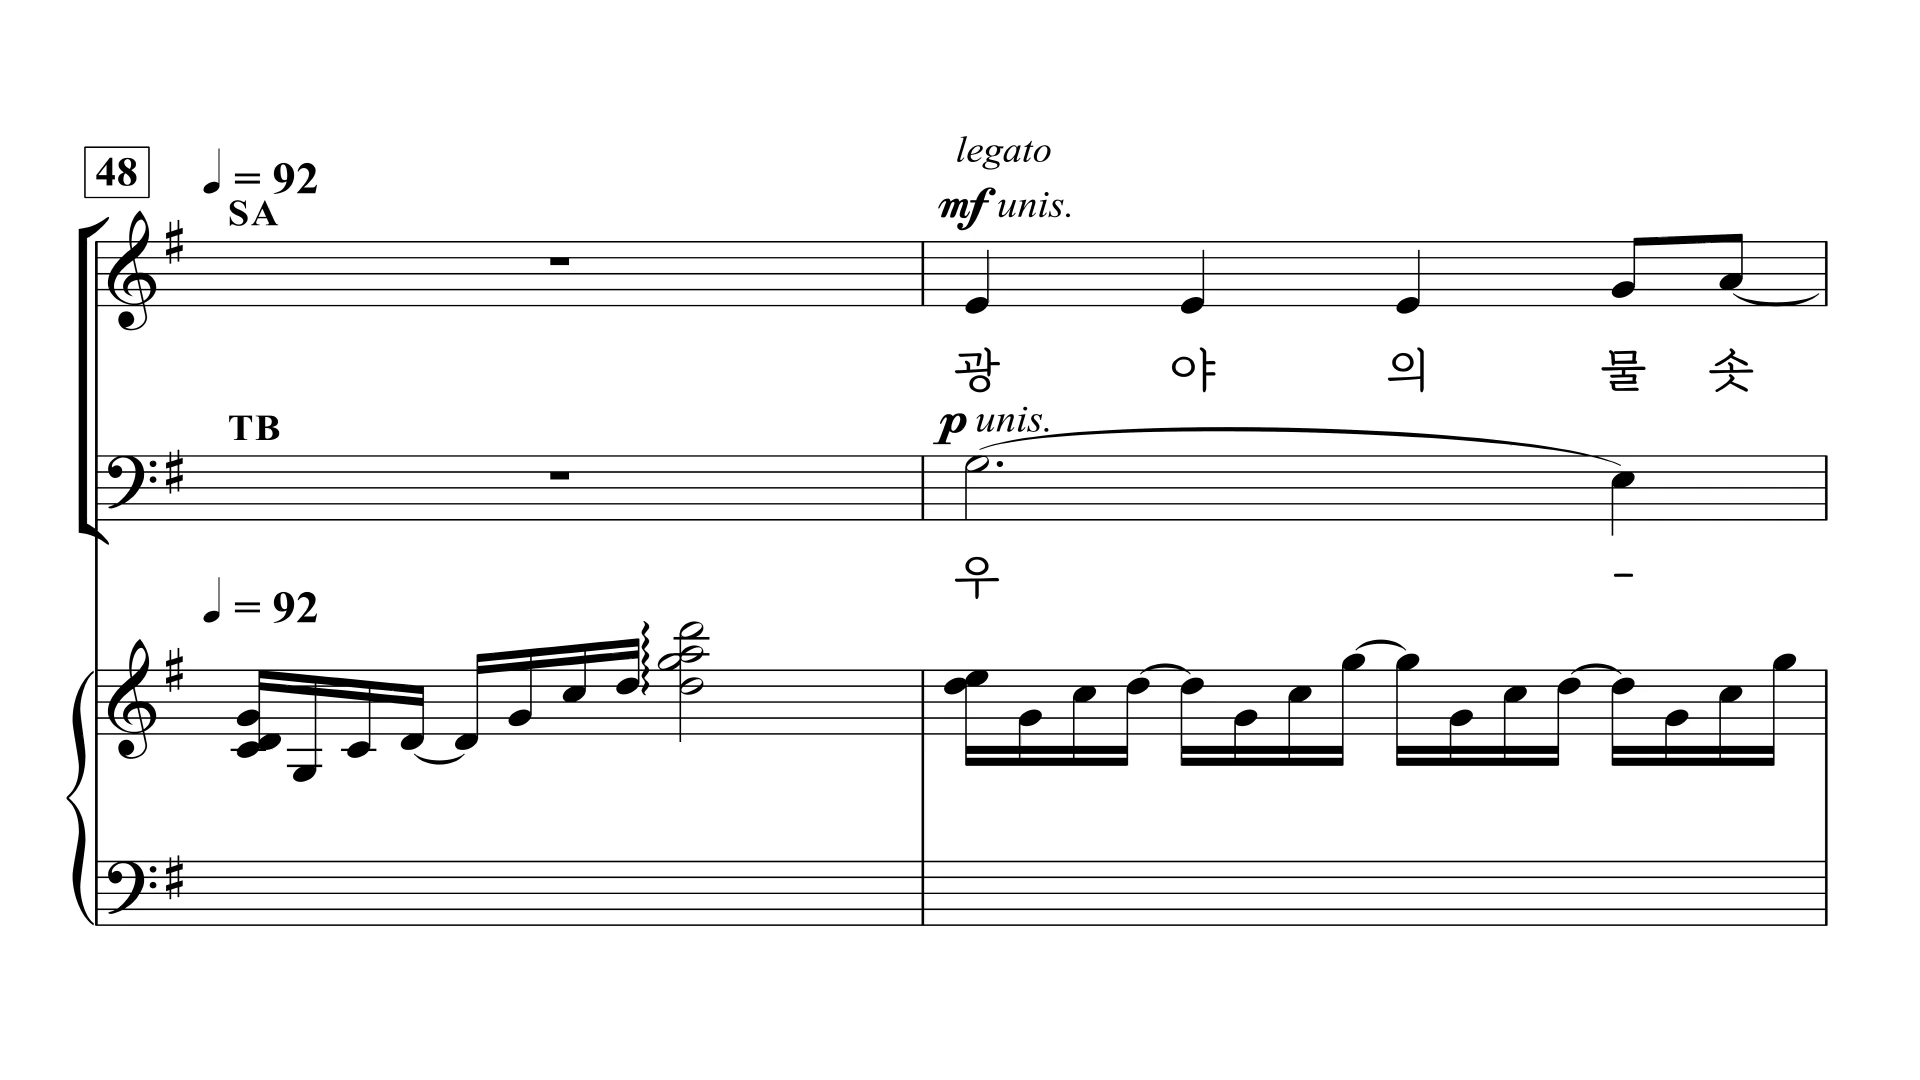 48
♩ = 92
SA
legato
mf unis.
광 야 의 물 솟
TB
p unis.
우 -
♩ = 92